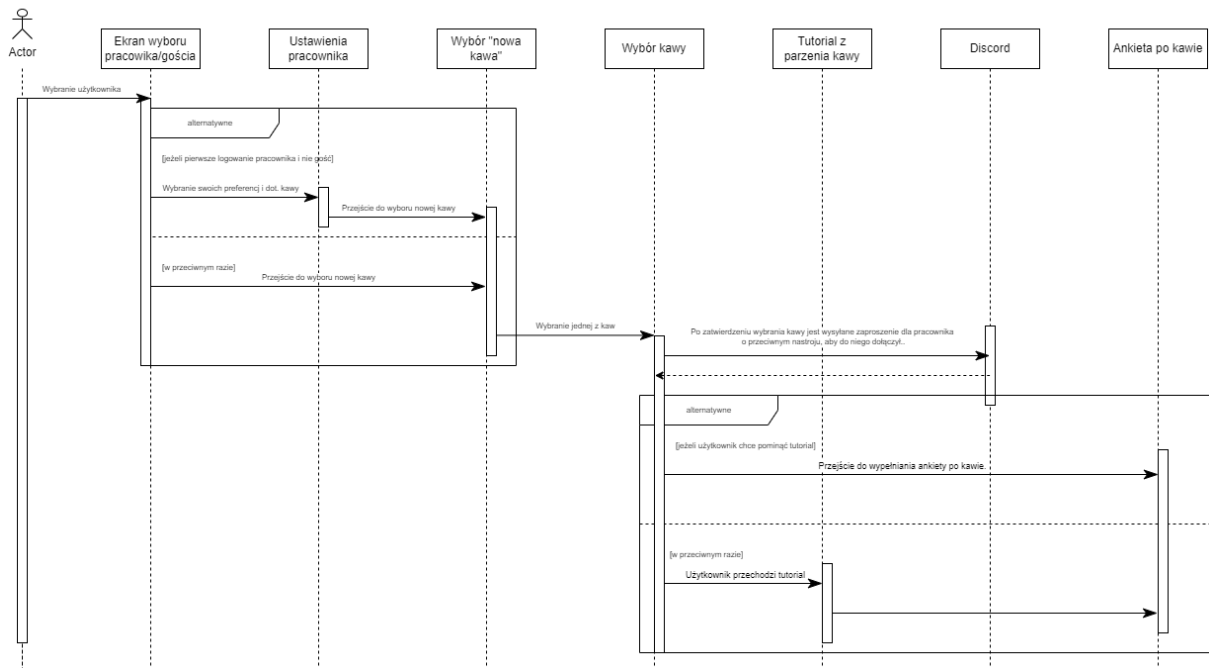 Actor
Ekran wyboru
pracowika/gościa
Ustawienia
pracownika
Wybór "nowa
kawa"
Wybór kawy
Tutorial z
parzenia kawy
Discord
Ankieta po kawie
Wybranie użytkownika
alternatywne
[jeżeli pierwsze logowanie pracownika i nie gość]
Wybranie swoich preferencj i dot. kawy
Przejście do wyboru nowej kawy
[w przeciwnym razie]
Przejście do wyboru nowej kawy
Wybranie jednej z kaw
Po zatwierdzeniu wybrania kawy jest wysyłane zaproszenie dla pracownika
o przeciwnym nastroju, aby do niego dołączył..
alternatywne
[jeżeli użytkownik chce pominąć tutorial]
Przejście do wypełniania ankiety po kawie.
[w przeciwnym razie]
Użytkownik przechodzi tutorial